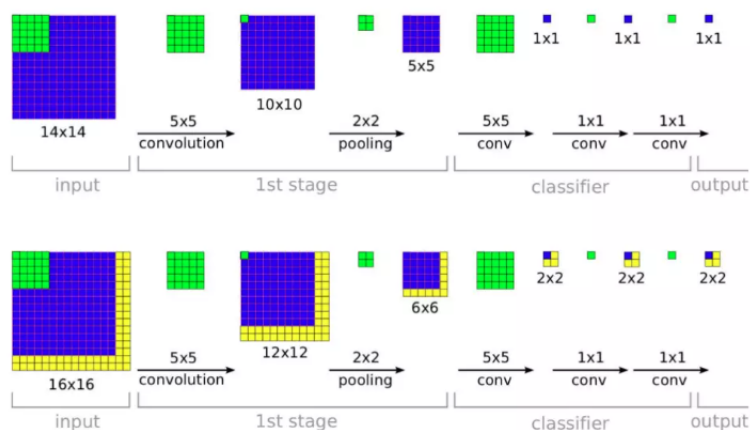 1x1 1x1 1x1
5x5
10x10
14x14
5x5 2x2 5x5 1x1 1x1
convolution pooling conv conv conv
input 1st stage classifier output
2x2 2x2 2x2
6x6
12x12
16x16
5x5 2x2 5x5 1x1 1x1
convolution pooling conv conv conv
input 1st stage classifier output